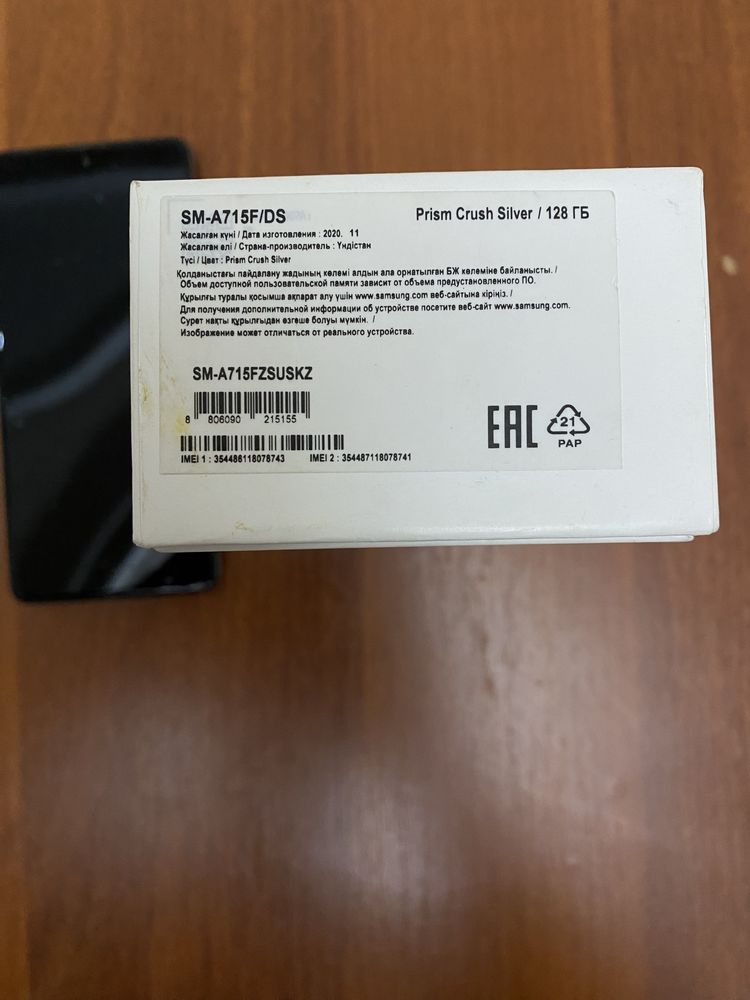 SM-A715F/DS
Prism Crush Silver / 128 ГБ
Жасалған күні / Дата изготовления : 2020. 11
Жасалған елі / Страна-производитель : Үндістан
Түсі / Цвет : Prism Crush Silver
Қолданыстағы пайдалану жадының көлемі алдын ала орнатылған БЖ көлеміне байланысты. /
Объем доступной пользовательской памяти зависит от объема предустановленного ПО.
Құрылғы туралы қосымша ақпарат алу үшін www.samsung.com веб-сайтына кіріңіз. /
Для получения дополнительной информации об устройстве посетите веб-сайт www.samsung.com.
Сурет нақты құрылғыдан өзгеше болуы мүмкін. /
Изображение может отличаться от реального устройства.
SM-A715FZSUSKZ
8 806090 215155
EAC
21
PAP
IMEI 1 : 354486118078743 IMEI 2 : 354487118078741